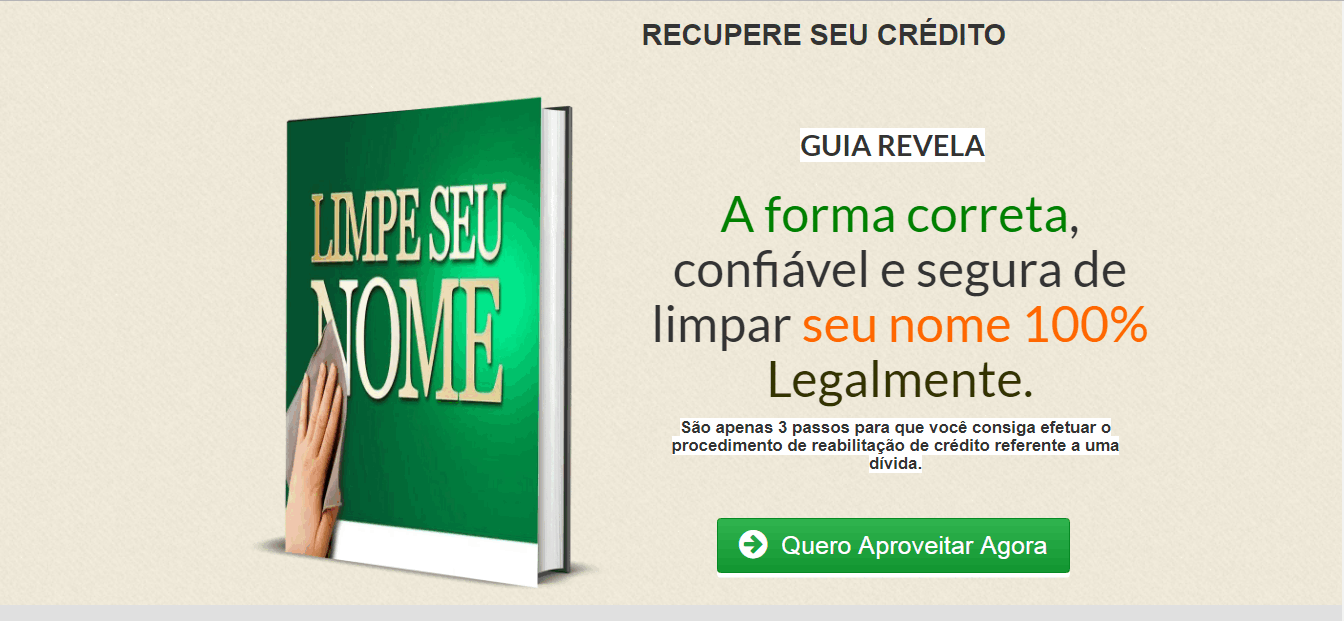 RECUPERE SEU CRÉDITO
LIMPE SEU
NOME
GUIA REVELA
A forma correta,
confiável e segura de
limpar seu nome 100%
Legalmente.
São apenas 3 passos para que você consiga efetuar o
procedimento de reabilitação de crédito referente a uma
dívida.
Quero Aproveitar Agora